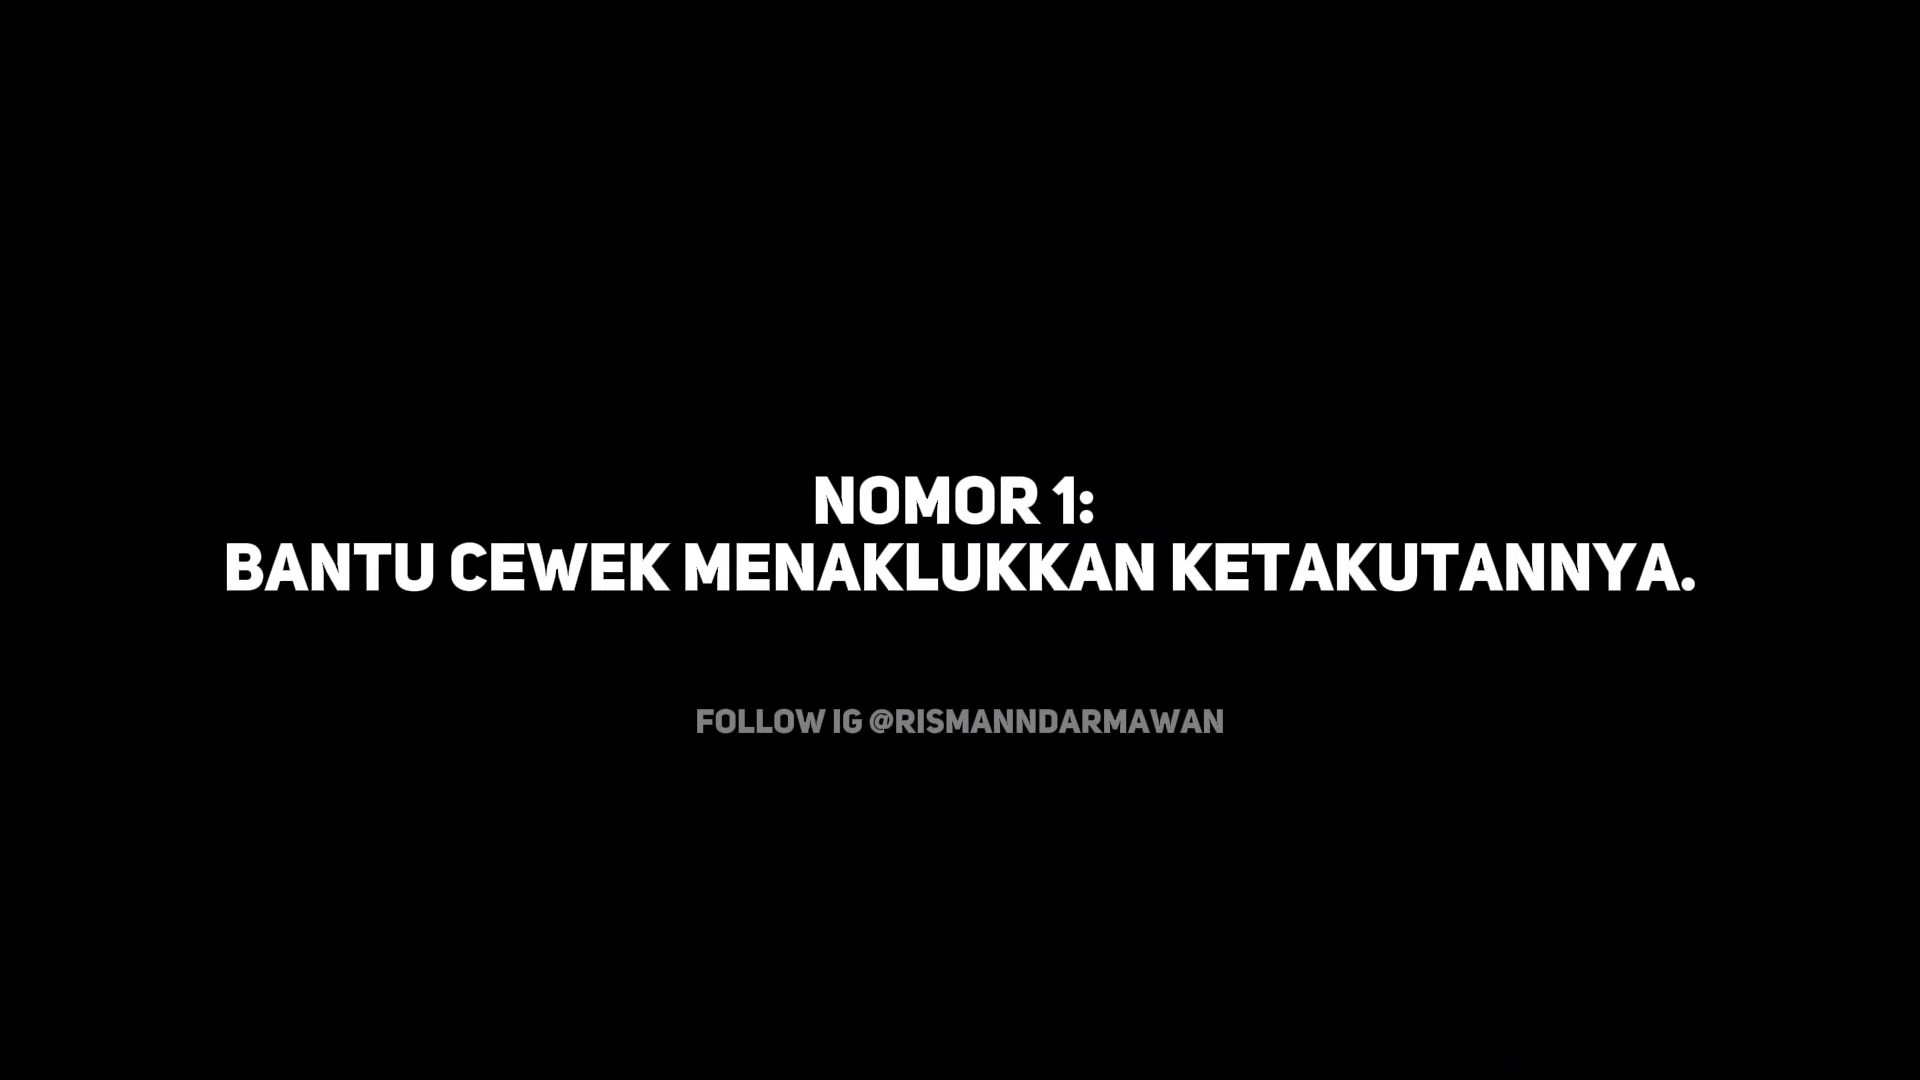 NOMOR 1:
BANTU CEWEK MENAKLUKKAN KETAKUTANNYA.
FOLLOW IG @RISMANNDARMAWAN